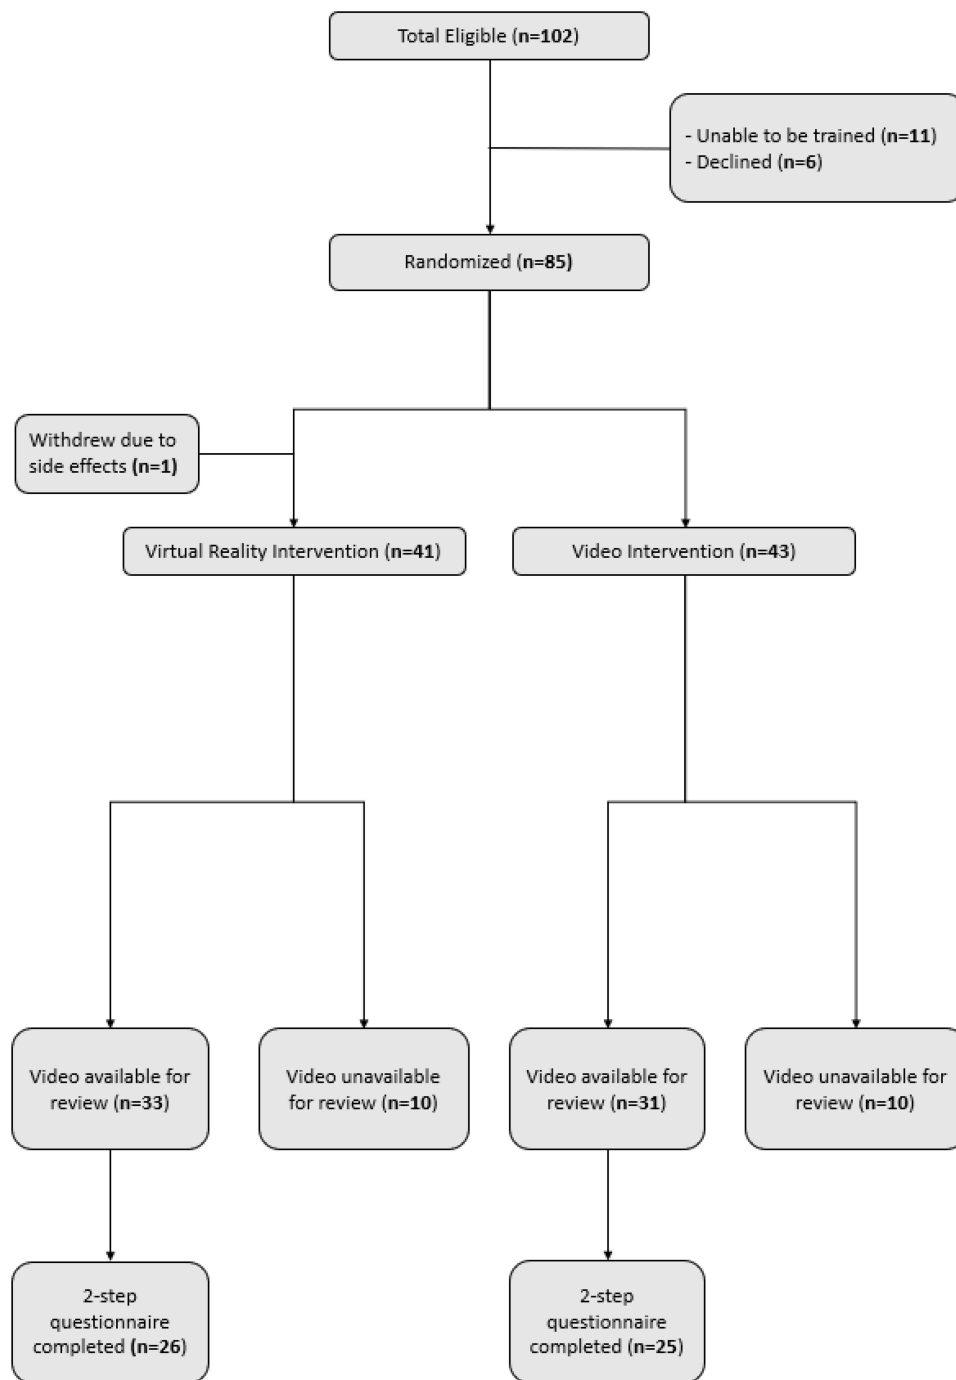 Total Eligible (n=102)
- Unable to be trained (n=11)
- Declined (n=6)
Randomized (n=85)
Withdrew due to
side effects (n=1)
Virtual Reality Intervention (n=41)
Video Intervention (n=43)
Video available for
review (n=33)
Video unavailable
for review (n=10)
Video available for
review (n=31)
Video unavailable for
review (n=10)
2-step
questionnaire
completed (n=26)
2-step
questionnaire
completed (n=25)